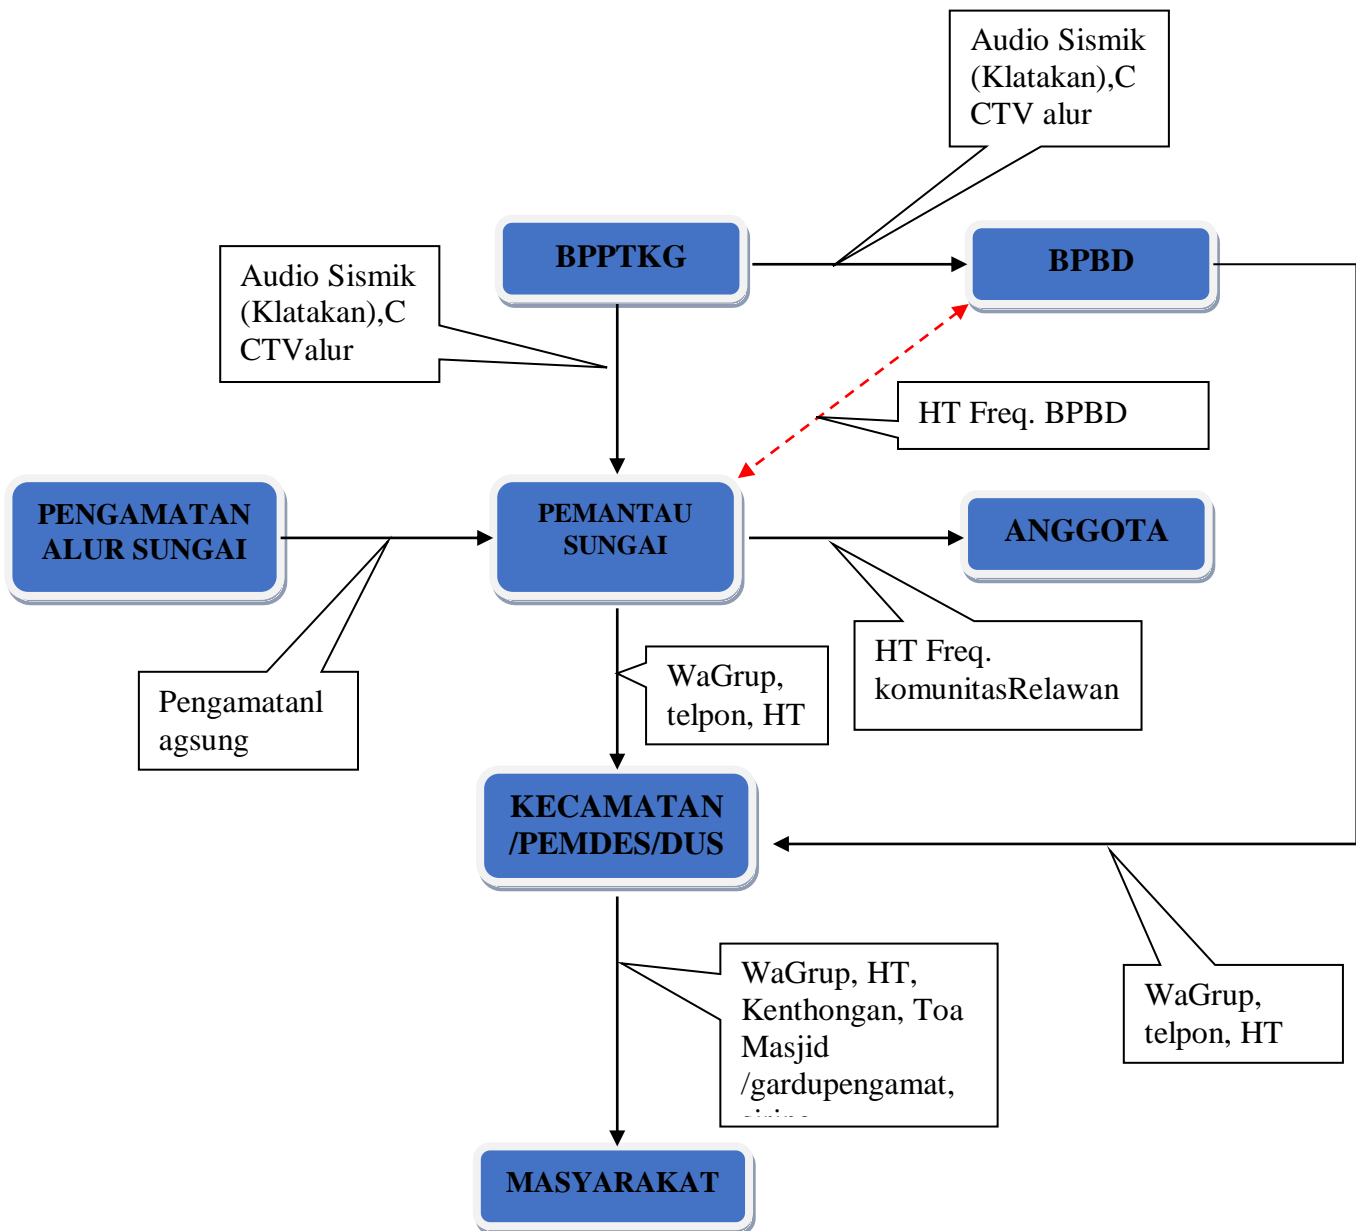 Audio Sismik
(Klatakan),C
CTV alur
BPPTKG
BPBD
Audio Sismik
(Klatakan),C
CTValur
HT Freq. BPBD
PENGAMATAN
ALUR SUNGAI
PEMANTAU
SUNGAI
ANGGOTA
HT Freq.
komunitasRelawan
WaGrup,
telpon, HT
Pengamatanl
agsung
KECAMATAN
/PEMDES/DUS
WaGrup, HT,
Kenthongan, Toa
Masjid
/gardupengamat,
WaGrup,
telpon, HT
MASYARAKAT